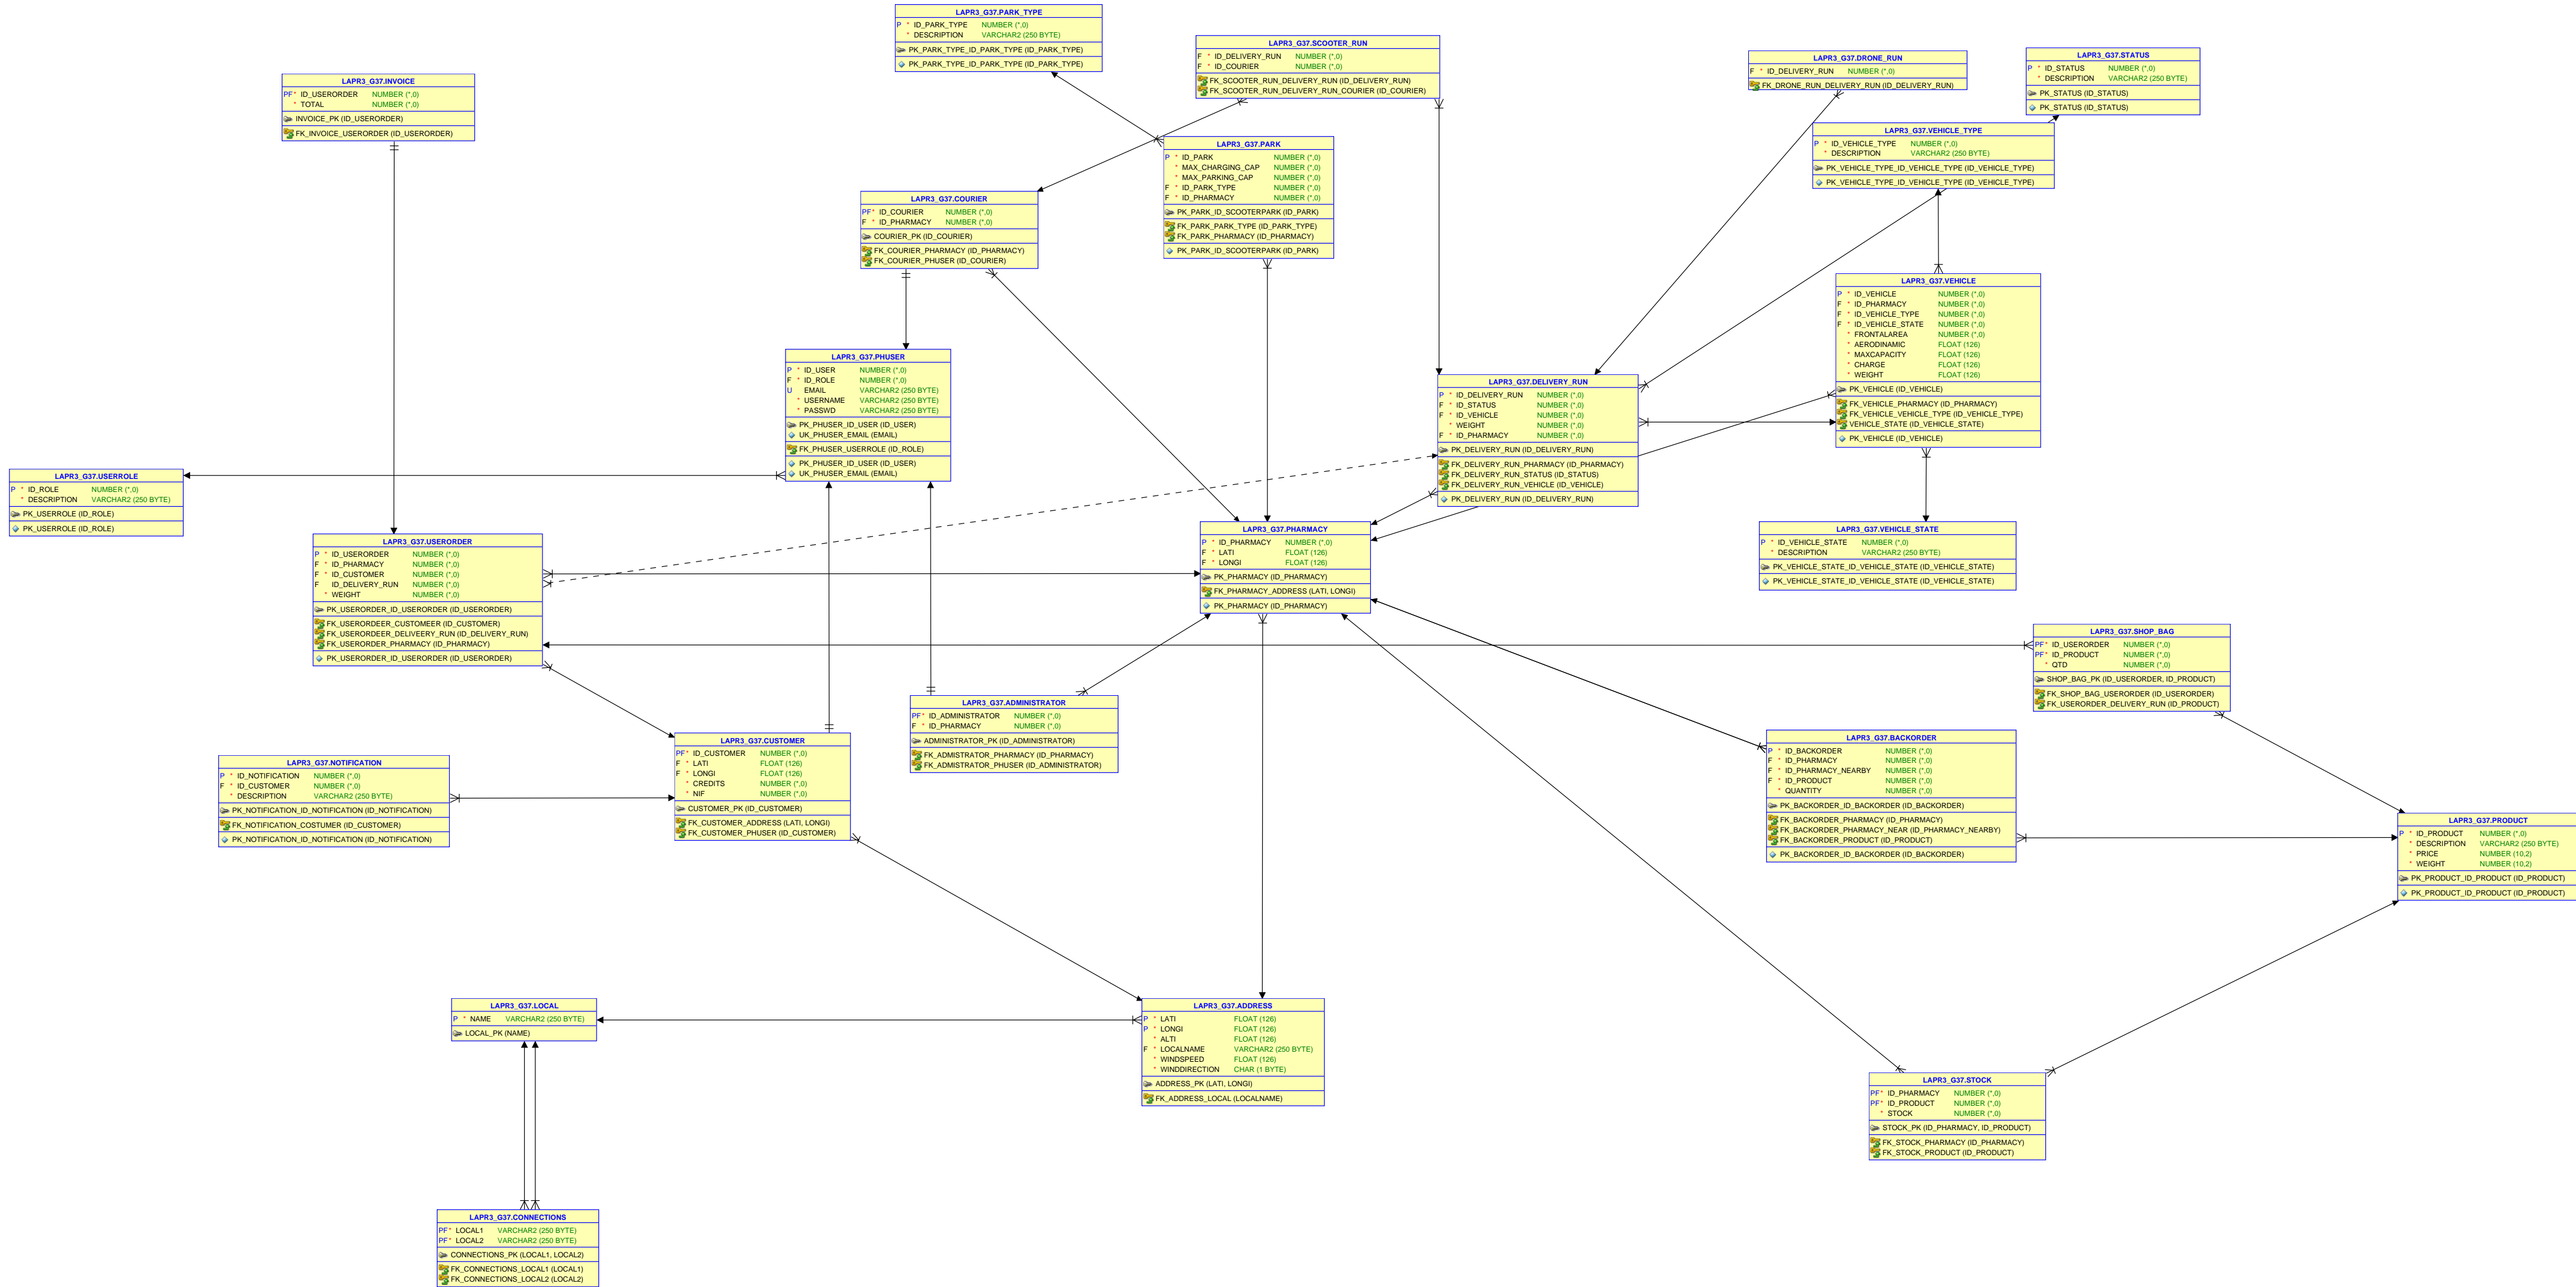 LAPR3_G37.PARK_TYPE
P * ID_PARK_TYPE NUMBER (*,0)
* DESCRIPTION VARCHAR2 (250 BYTE)
PK_PARK_TYPE_ID_PARK_TYPE (ID_PARK_TYPE)
PK_PARK_TYPE_ID_PARK_TYPE (ID_PARK_TYPE)
LAPR3_G37.SCOOTER_RUN
F * ID_DELIVERY_RUN NUMBER (*,0)
F * ID_COURIER NUMBER (*,0)
FK_SCOOTER_RUN_DELIVERY_RUN (ID_DELIVERY_RUN)
FK_SCOOTER_RUN_DELIVERY_RUN_COURIER (ID_COURIER)
LAPR3_G37.DRONE_RUN
F * ID_DELIVERY_RUN NUMBER (*,0)
FK_DRONE_RUN_DELIVERY_RUN (ID_DELIVERY_RUN)
LAPR3_G37.STATUS
P * ID_STATUS NUMBER (*,0)
* DESCRIPTION VARCHAR2 (250 BYTE)
PK_STATUS (ID_STATUS)
PK_STATUS (ID_STATUS)
LAPR3_G37.INVOICE
PF* ID_USERORDER NUMBER (*,0)
* TOTAL NUMBER (*,0)
INVOICE_PK (ID_USERORDER)
FK_INVOICE_USERORDER (ID_USERORDER)
LAPR3_G37.VEHICLE_TYPE
P * ID_VEHICLE_TYPE NUMBER (*,0)
* DESCRIPTION VARCHAR2 (250 BYTE)
PK_VEHICLE_TYPE_ID_VEHICLE_TYPE (ID_VEHICLE_TYPE)
PK_VEHICLE_TYPE_ID_VEHICLE_TYPE (ID_VEHICLE_TYPE)
LAPR3_G37.PARK
P * ID_PARK NUMBER (*,0)
* MAX_CHARGING_CAP NUMBER (*,0)
* MAX_PARKING_CAP NUMBER (*,0)
F * ID_PARK_TYPE NUMBER (*,0)
F * ID_PHARMACY NUMBER (*,0)
PK_PARK_ID_SCOOTERPARK (ID_PARK)
FK_PARK_PARK_TYPE (ID_PARK_TYPE)
FK_PARK_PHARMACY (ID_PHARMACY)
PK_PARK_ID_SCOOTERPARK (ID_PARK)
LAPR3_G37.COURIER
PF* ID_COURIER NUMBER (*,0)
F * ID_PHARMACY NUMBER (*,0)
COURIER_PK (ID_COURIER)
FK_COURIER_PHARMACY (ID_PHARMACY)
FK_COURIER_PHUSER (ID_COURIER)
LAPR3_G37.VEHICLE
P * ID_VEHICLE NUMBER (*,0)
F * ID_PHARMACY NUMBER (*,0)
F * ID_VEHICLE_TYPE NUMBER (*,0)
F * ID_VEHICLE_STATE NUMBER (*,0)
* FRONTALAREA NUMBER (*,0)
* AERODINAMIC FLOAT (126)
* MAXCAPACITY FLOAT (126)
* CHARGE FLOAT (126)
* WEIGHT FLOAT (126)
PK_VEHICLE (ID_VEHICLE)
FK_VEHICLE_PHARMACY (ID_PHARMACY)
FK_VEHICLE_VEHICLE_TYPE (ID_VEHICLE_TYPE)
VEHICLE_STATE (ID_VEHICLE_STATE)
PK_VEHICLE (ID_VEHICLE)
LAPR3_G37.PHUSER
P * ID_USER NUMBER (*,0)
F * ID_ROLE NUMBER (*,0)
U EMAIL VARCHAR2 (250 BYTE)
* USERNAME VARCHAR2 (250 BYTE)
* PASSWD VARCHAR2 (250 BYTE)
PK_PHUSER_ID_USER (ID_USER)
UK_PHUSER_EMAIL (EMAIL)
FK_PHUSER_USERROLE (ID_ROLE)
PK_PHUSER_ID_USER (ID_USER)
UK_PHUSER_EMAIL (EMAIL)
LAPR3_G37.DELIVERY_RUN
P * ID_DELIVERY_RUN NUMBER (*,0)
F * ID_STATUS NUMBER (*,0)
F * ID_VEHICLE NUMBER (*,0)
* WEIGHT NUMBER (*,0)
F * ID_PHARMACY NUMBER (*,0)
PK_DELIVERY_RUN (ID_DELIVERY_RUN)
FK_DELIVERY_RUN_PHARMACY (ID_PHARMACY)
FK_DELIVERY_RUN_STATUS (ID_STATUS)
FK_DELIVERY_RUN_VEHICLE (ID_VEHICLE)
PK_DELIVERY_RUN (ID_DELIVERY_RUN)
LAPR3_G37.USERROLE
P * ID_ROLE NUMBER (*,0)
* DESCRIPTION VARCHAR2 (250 BYTE)
PK_USERROLE (ID_ROLE)
PK_USERROLE (ID_ROLE)
LAPR3_G37.USERORDER
P * ID_USERORDER NUMBER (*,0)
F * ID_PHARMACY NUMBER (*,0)
F * ID_CUSTOMER NUMBER (*,0)
F ID_DELIVERY_RUN NUMBER (*,0)
* WEIGHT NUMBER (*,0)
PK_USERORDER_ID_USERORDER (ID_USERORDER)
FK_USERORDEER_CUSTOMEER (ID_CUSTOMER)
FK_USERORDEER_DELIVEERY_RUN (ID_DELIVERY_RUN)
FK_USERORDER_PHARMACY (ID_PHARMACY)
PK_USERORDER_ID_USERORDER (ID_USERORDER)
LAPR3_G37.PHARMACY
P * ID_PHARMACY NUMBER (*,0)
F * LATI FLOAT (126)
F * LONGI FLOAT (126)
PK_PHARMACY (ID_PHARMACY)
FK_PHARMACY_ADDRESS (LATI, LONGI)
PK_PHARMACY (ID_PHARMACY)
LAPR3_G37.VEHICLE_STATE
P * ID_VEHICLE_STATE NUMBER (*,0)
* DESCRIPTION VARCHAR2 (250 BYTE)
PK_VEHICLE_STATE_ID_VEHICLE_STATE (ID_VEHICLE_STATE)
PK_VEHICLE_STATE_ID_VEHICLE_STATE (ID_VEHICLE_STATE)
LAPR3_G37.SHOP_BAG
PF* ID_USERORDER NUMBER (*,0)
PF* ID_PRODUCT NUMBER (*,0)
* QTD NUMBER (*,0)
SHOP_BAG_PK (ID_USERORDER, ID_PRODUCT)
FK_SHOP_BAG_USERORDER (ID_USERORDER)
FK_USERORDER_DELIVERY_RUN (ID_PRODUCT)
LAPR3_G37.ADMINISTRATOR
PF* ID_ADMINISTRATOR NUMBER (*,0)
F * ID_PHARMACY NUMBER (*,0)
ADMINISTRATOR_PK (ID_ADMINISTRATOR)
FK_ADMISTRATOR_PHARMACY (ID_PHARMACY)
FK_ADMISTRATOR_PHUSER (ID_ADMINISTRATOR)
LAPR3_G37.CUSTOMER
PF* ID_CUSTOMER NUMBER (*,0)
F * LATI FLOAT (126)
F * LONGI FLOAT (126)
* CREDITS NUMBER (*,0)
* NIF NUMBER (*,0)
CUSTOMER_PK (ID_CUSTOMER)
FK_CUSTOMER_ADDRESS (LATI, LONGI)
FK_CUSTOMER_PHUSER (ID_CUSTOMER)
LAPR3_G37.BACKORDER
P * ID_BACKORDER NUMBER (*,0)
F * ID_PHARMACY NUMBER (*,0)
F * ID_PHARMACY_NEARBY NUMBER (*,0)
F * ID_PRODUCT NUMBER (*,0)
* QUANTITY NUMBER (*,0)
PK_BACKORDER_ID_BACKORDER (ID_BACKORDER)
FK_BACKORDER_PHARMACY (ID_PHARMACY)
FK_BACKORDER_PHARMACY_NEAR (ID_PHARMACY_NEARBY)
FK_BACKORDER_PRODUCT (ID_PRODUCT)
PK_BACKORDER_ID_BACKORDER (ID_BACKORDER)
LAPR3_G37.NOTIFICATION
P * ID_NOTIFICATION NUMBER (*,0)
F * ID_CUSTOMER NUMBER (*,0)
* DESCRIPTION VARCHAR2 (250 BYTE)
PK_NOTIFICATION_ID_NOTIFICATION (ID_NOTIFICATION)
FK_NOTIFICATION_COSTUMER (ID_CUSTOMER)
PK_NOTIFICATION_ID_NOTIFICATION (ID_NOTIFICATION)
LAPR3_G37.PRODUCT
P * ID_PRODUCT NUMBER (*,0)
* DESCRIPTION VARCHAR2 (250 BYTE)
* PRICE NUMBER (10,2)
* WEIGHT NUMBER (10,2)
PK_PRODUCT_ID_PRODUCT (ID_PRODUCT)
PK_PRODUCT_ID_PRODUCT (ID_PRODUCT)
LAPR3_G37.LOCAL
P * NAME VARCHAR2 (250 BYTE)
LOCAL_PK (NAME)
LAPR3_G37.ADDRESS
P * LATI FLOAT (126)
P * LONGI FLOAT (126)
* ALTI FLOAT (126)
F * LOCALNAME VARCHAR2 (250 BYTE)
* WINDSPEED FLOAT (126)
* WINDDIRECTION CHAR (1 BYTE)
ADDRESS_PK (LATI, LONGI)
FK_ADDRESS_LOCAL (LOCALNAME)
LAPR3_G37.STOCK
PF* ID_PHARMACY NUMBER (*,0)
PF* ID_PRODUCT NUMBER (*,0)
* STOCK NUMBER (*,0)
STOCK_PK (ID_PHARMACY, ID_PRODUCT)
FK_STOCK_PHARMACY (ID_PHARMACY)
FK_STOCK_PRODUCT (ID_PRODUCT)
LAPR3_G37.CONNECTIONS
PF* LOCAL1 VARCHAR2 (250 BYTE)
PF* LOCAL2 VARCHAR2 (250 BYTE)
CONNECTIONS_PK (LOCAL1, LOCAL2)
FK_CONNECTIONS_LOCAL1 (LOCAL1)
FK_CONNECTIONS_LOCAL2 (LOCAL2)